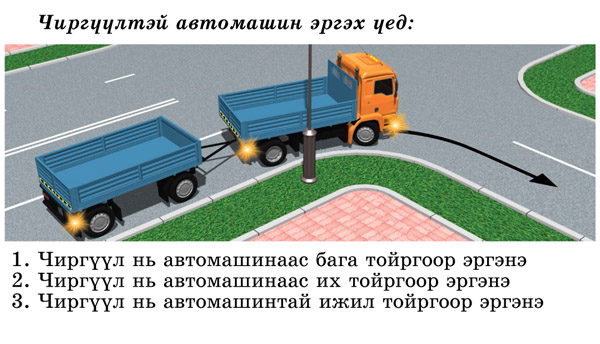 Чиргүүлтэй автомашин эргэх үед:
1. Чиргүүл нь автомашинаас бага тойргоор эргэнэ
2. Чиргүүл нь автомашинаас их тойргоор эргэнэ
3. Чиргүүл нь автомашинтай ижил тойргоор эргэнэ